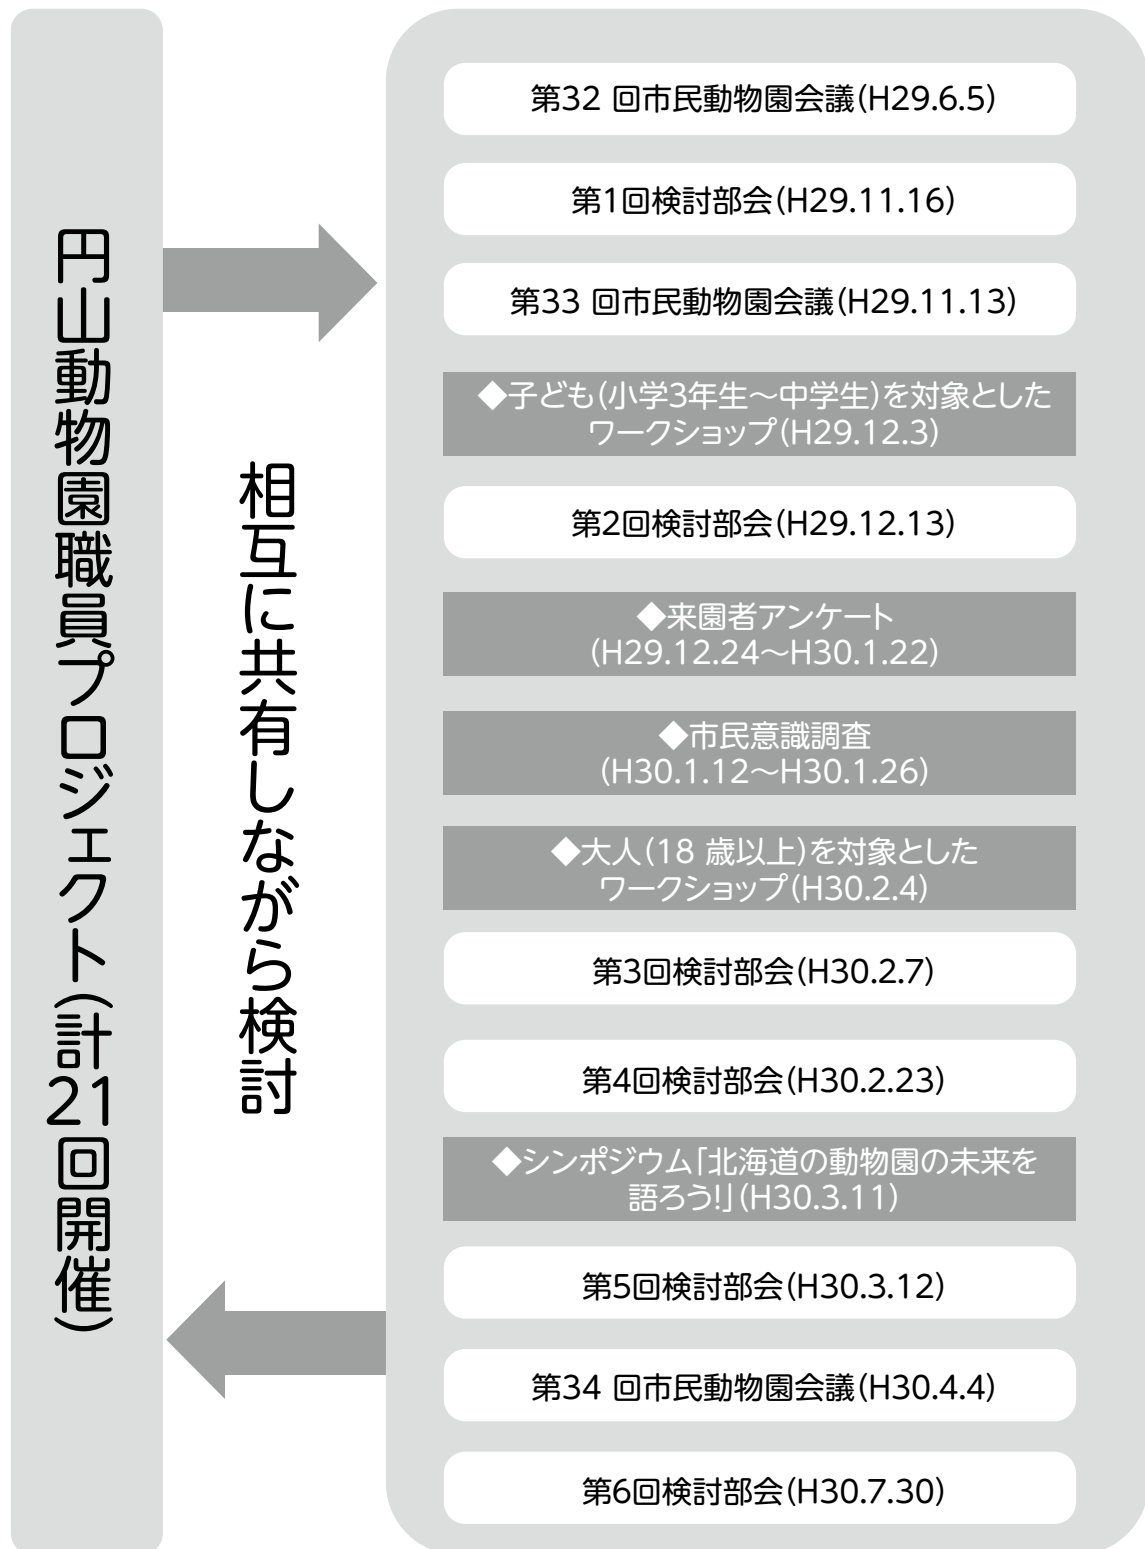 円山動物園職員プロジェクト(計21回開催)
相互に共有しながら検討
第32 回市民動物園会議(H29.6.5)
第1回検討部会(H29.11.16)
第33 回市民動物園会議(H29.11.13)
◆子ども(小学3年生～中学生)を対象とした
ワークショップ(H29.12.3)
第2回検討部会(H29.12.13)
◆来園者アンケート
(H29.12.24～H30.1.22)
◆市民意識調査
(H30.1.12～H30.1.26)
◆大人(18 歳以上)を対象とした
ワークショップ(H30.2.4)
第3回検討部会(H30.2.7)
第4回検討部会(H30.2.23)
◆シンポジウム「北海道の動物園の未来を
語ろう!」(H30.3.11)
第5回検討部会(H30.3.12)
第34 回市民動物園会議(H30.4.4)
第6回検討部会(H30.7.30)